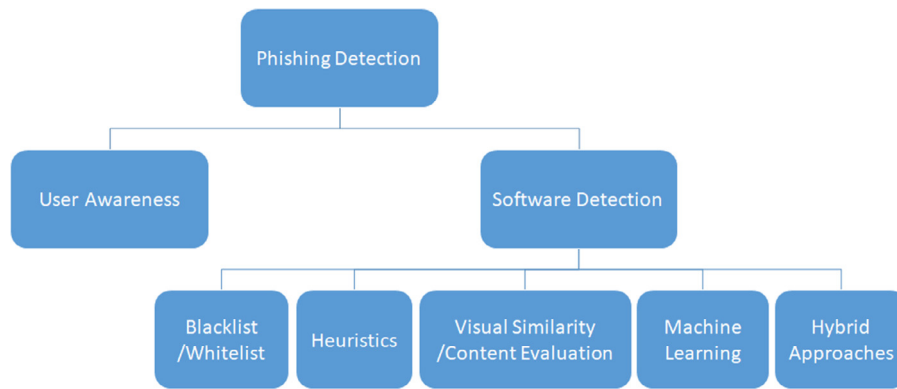 Phishing Detection
User Awareness
Software Detection
Blacklist
/Whitelist
Heuristics
Visual Similarity
/Content Evaluation
Machine
Learning
Hybrid
Approaches